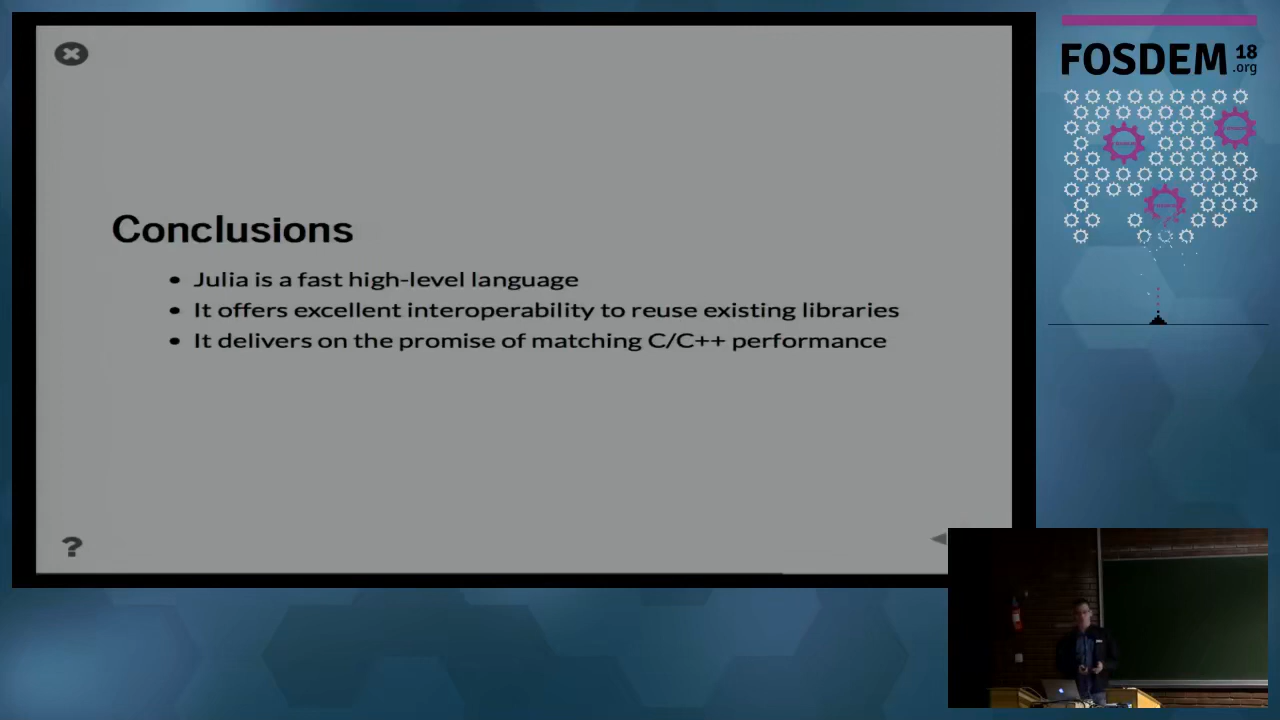 FOSDEM 18
.org
Conclusions
• Julia is a fast high-level language
• It offers excellent interoperability to reuse existing libraries
• It delivers on the promise of matching C/C++ performance
?